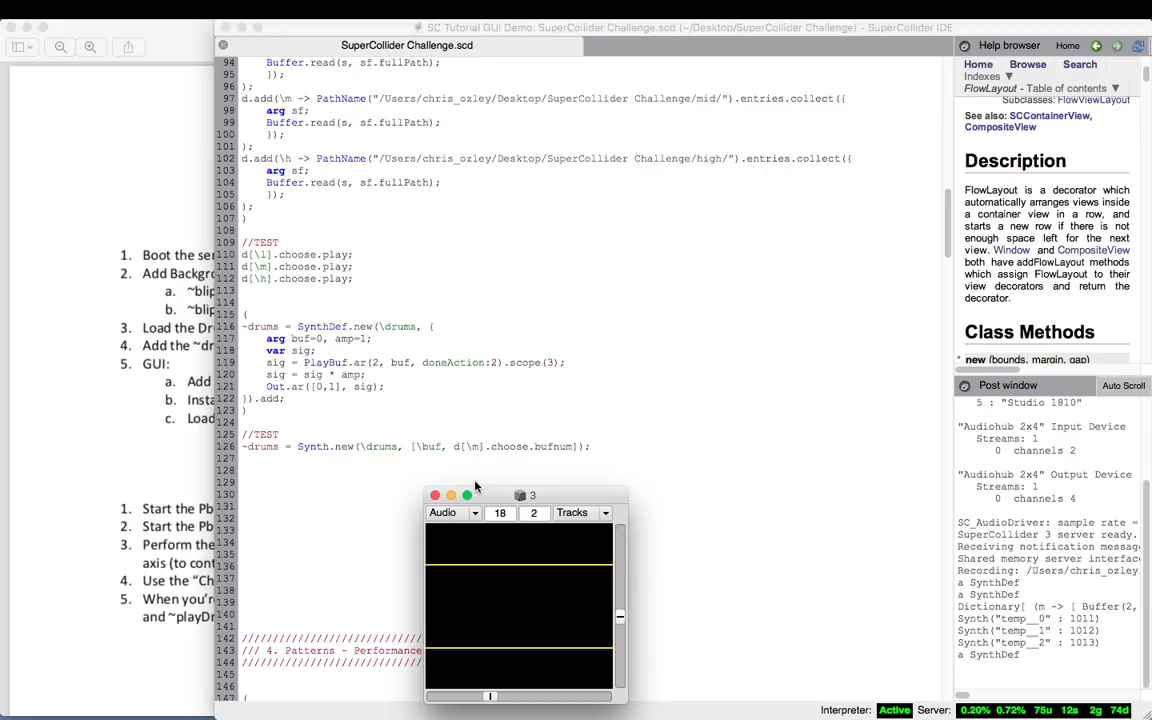 SC Tutorial GUI Demo: SuperCollider Challenge.scd (~/Desktop/SuperCollider Challenge) - SuperCollider IDE
SuperCollider Challenge.scd
1. Boot the se
2. Add Backgr
a. ~blip
b. ~blip
3. Load the Dr
4. Add the ~dr
5. GUI:
a. Add
b. Insta
c. Load
1. Start the Pb
2. Start the Pb
3. Perform the
axis (to cont
4. Use the "Ch
5. When you'r
and ~playDr
94 Buffer.read(s, sf.fullPath);
95 });
96 );
97 d.add(\m -> PathName("/Users/chris_ozley/Desktop/SuperCollider Challenge/mid/").entries.collect({
98 arg sf;
99 Buffer.read(s, sf.fullPath);
100 });
101 );
102 d.add(\h -> PathName("/Users/chris_ozley/Desktop/SuperCollider Challenge/high/").entries.collect({
103 arg sf;
104 Buffer.read(s, sf.fullPath);
105 });
106 );
107 )
108
109 //TEST
110 d[\l].choose.play;
111 d[\m].choose.play;
112 d[\h].choose.play;
113
114
115 (
116 ~drums = SynthDef.new(\drums, {
117 arg buf=0, amp=1;
118 var sig;
119 sig = PlayBuf.ar(2, buf, doneAction:2).scope(3);
120 sig = sig * amp;
121 Out.ar([0,1], sig);
122 }).add;
123 )
124
125 //TEST
126 ~drums = Synth.new(\drums, [\buf, d[\m].choose.bufnum]);
127
128
129
130
131
132
133
134
135
136
137
138
139
140
141
142 /////////////////////////////
143 /// 4. Patterns - Performance
144 /////////////////////////////
145
146
147 (
3
Audio 18 2 Tracks
Help browser Home
Home Browse Search
Indexes ▼
FlowLayout - Table of contents ▼
Subclasses: FlowViewLayout
See also: SCContainerView,
CompositeView
Description
FlowLayout is a decorator which
automatically arranges views inside
a container view in a row, and
starts a new row if there is not
enough space left for the next
view. Window and CompositeView
both have addFlowLayout methods
which assign FlowLayout to their
view decorators and return the
decorator.
Class Methods
* new (bounds, margin, gap)
Post window Auto Scroll
5 : "Studio 1810"
"Audiohub 2x4" Input Device
Streams: 1
0 channels 2
"Audiohub 2x4" Output Device
Streams: 1
0 channels 4
SC_AudioDriver: sample rate =
SuperCollider 3 server ready.
Receiving notification messag
Shared memory server interfac
Recording: /Users/chris_ozley
a SynthDef
a SynthDef
Dictionary[ (m -> [ Buffer(2,
Synth("temp__0" : 1011)
Synth("temp__1" : 1012)
Synth("temp__2" : 1013)
a SynthDef
Interpreter: Active Server: 0.20% 0.72% 75u 12s 2g 74d